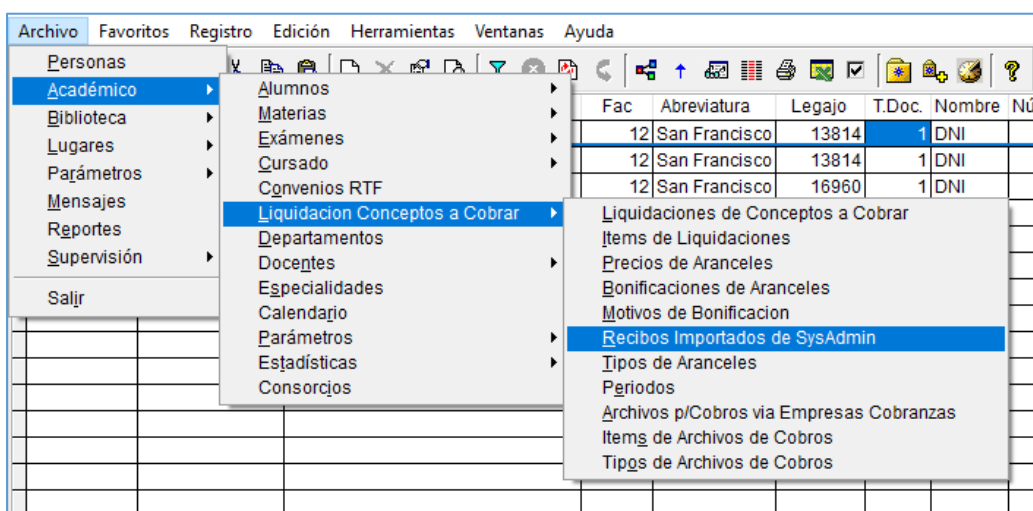 Archivo Favoritos Registro Edición Herramientas Ventanas Ayuda
Personas
Académico
Biblioteca
Lugares
Parámetros
Mensajes
Reportes
Supervisión
Salir
Alumnos
Materias
Exámenes
Cursado
Convenios RTF
Liquidacion Conceptos a Cobrar
Departamentos
Docentes
Especialidades
Calendario
Parámetros
Estadísticas
Consorcios
Fac Abreviatura Legajo T.Doc. Nombre
12 San Francisco 13814 1 DNI
12 San Francisco 13814 1 DNI
12 San Francisco 16960 1 DNI
Liquidaciones de Conceptos a Cobrar
Items de Liquidaciones
Precios de Aranceles
Bonificaciones de Aranceles
Motivos de Bonificacion
Recibos Importados de SysAdmin
Tipos de Aranceles
Periodos
Archivos p/Cobros via Empresas Cobranzas
Items de Archivos de Cobros
Tipos de Archivos de Cobros